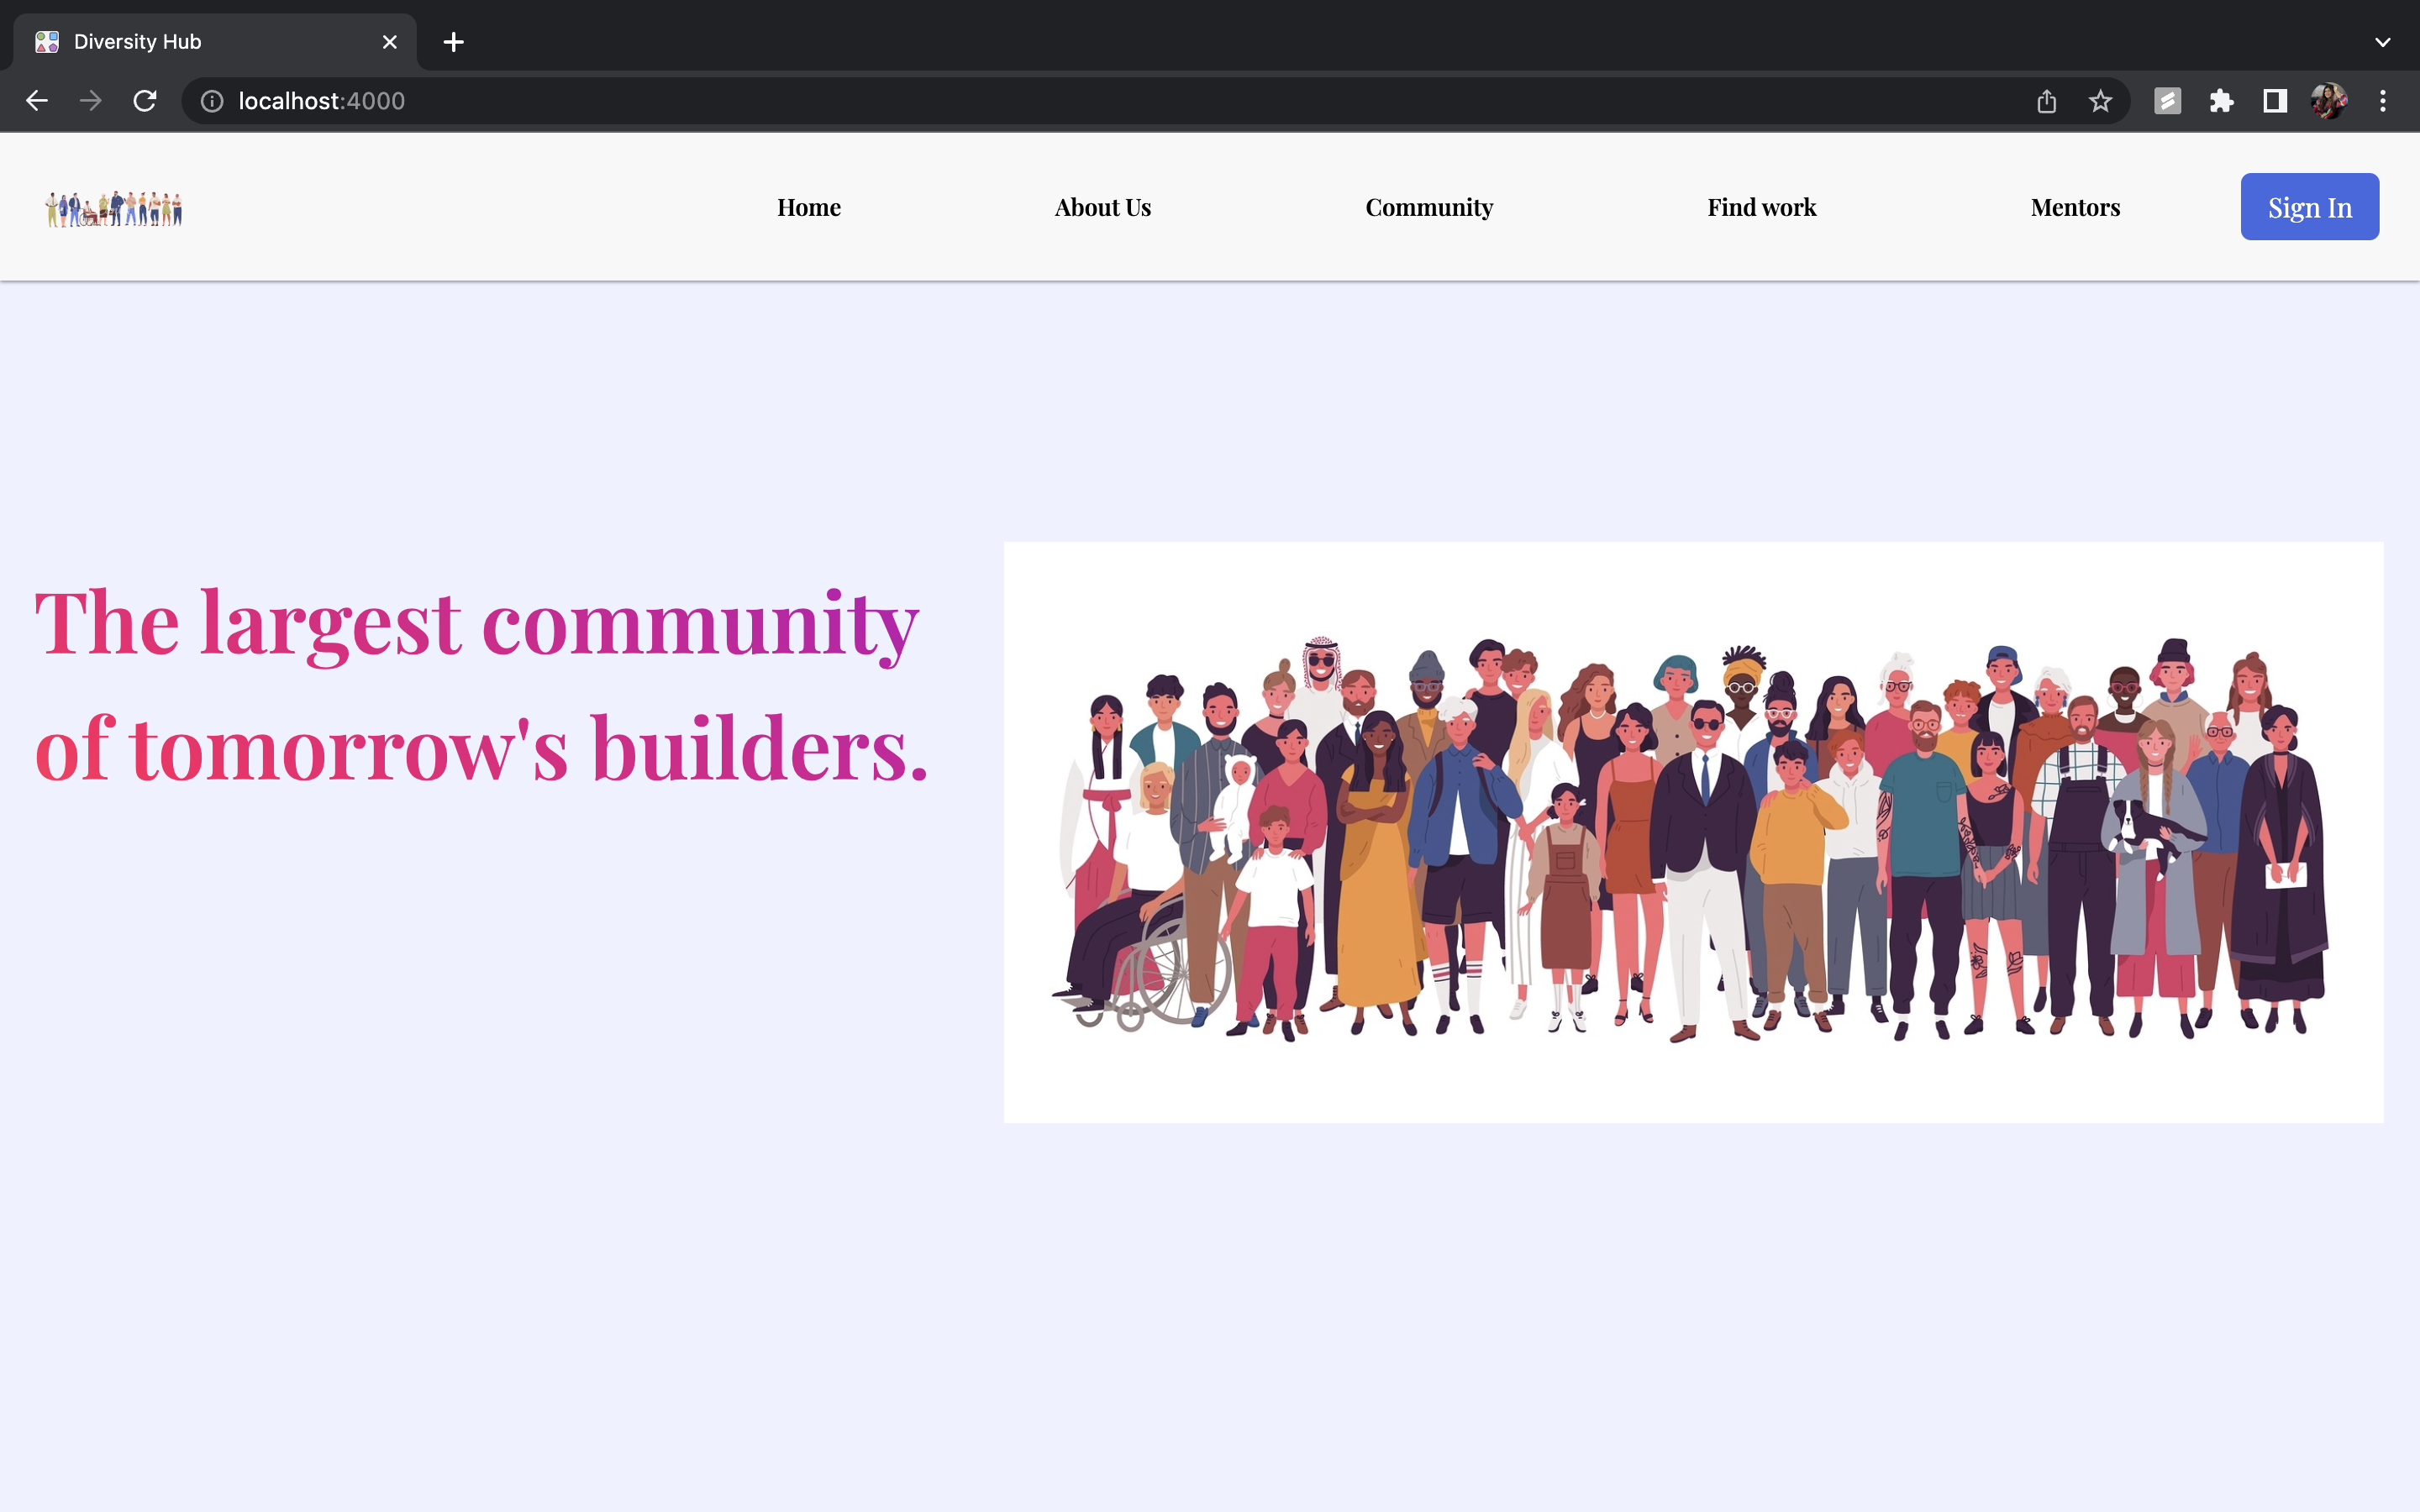 Diversity Hub
localhost:4000
Home About Us Community Find work Mentors Sign In
The largest community
of tomorrow's builders.